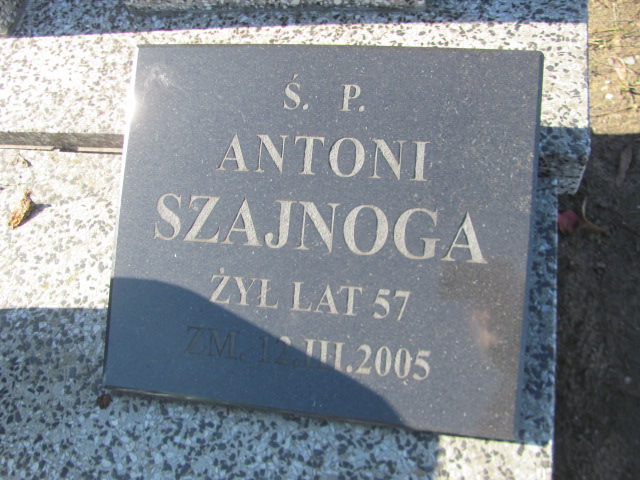 Ś. P.
ANTONI
SZAJNOGA
ŻYŁ LAT 57
ZM. 12.III.2005